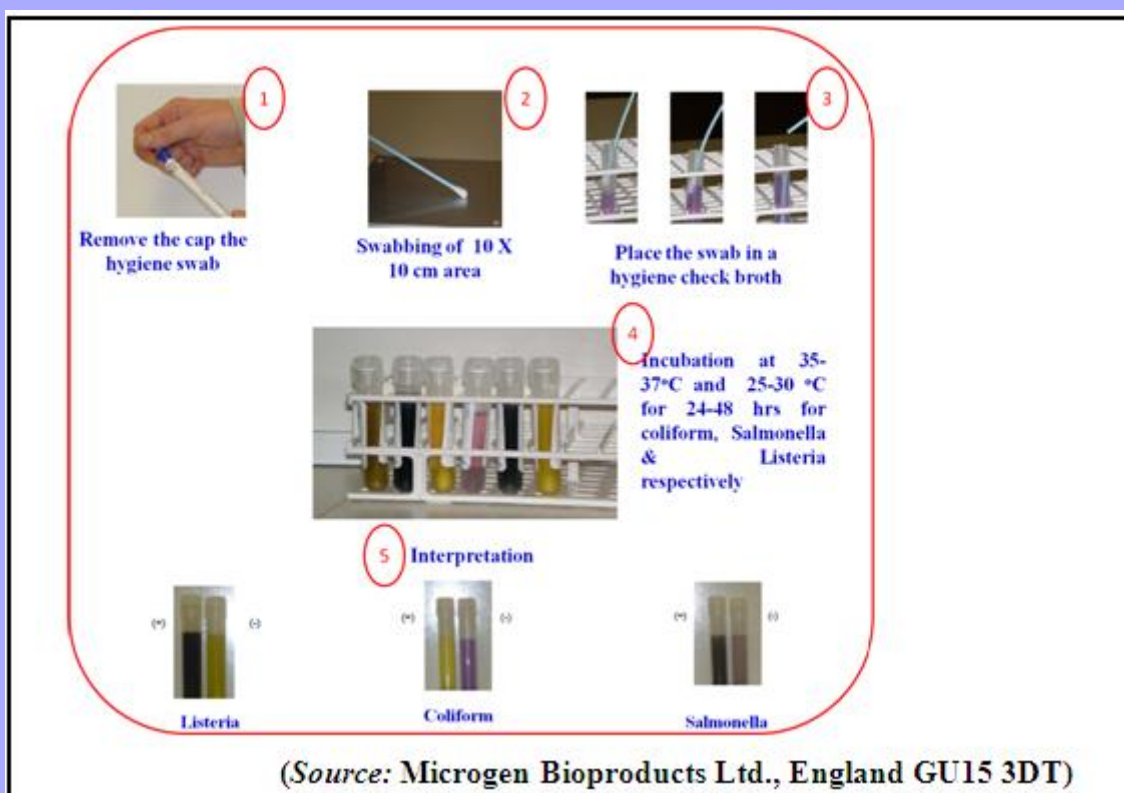 1
Remove the cap the
hygiene swab
2
Swabbing of 10 X
10 cm area
3
Place the swab in a
hygiene check broth
4
Incubation at 35-
37°C and 25-30 °C
for 24-48 hrs for
coliform, Salmonella
& Listeria
respectively
5
Interpretation
(+)
(-)
Listeria
(+)
(-)
Coliform
(+)
(-)
Salmonella
(Source: Microgen Bioproducts Ltd., England GU15 3DT)